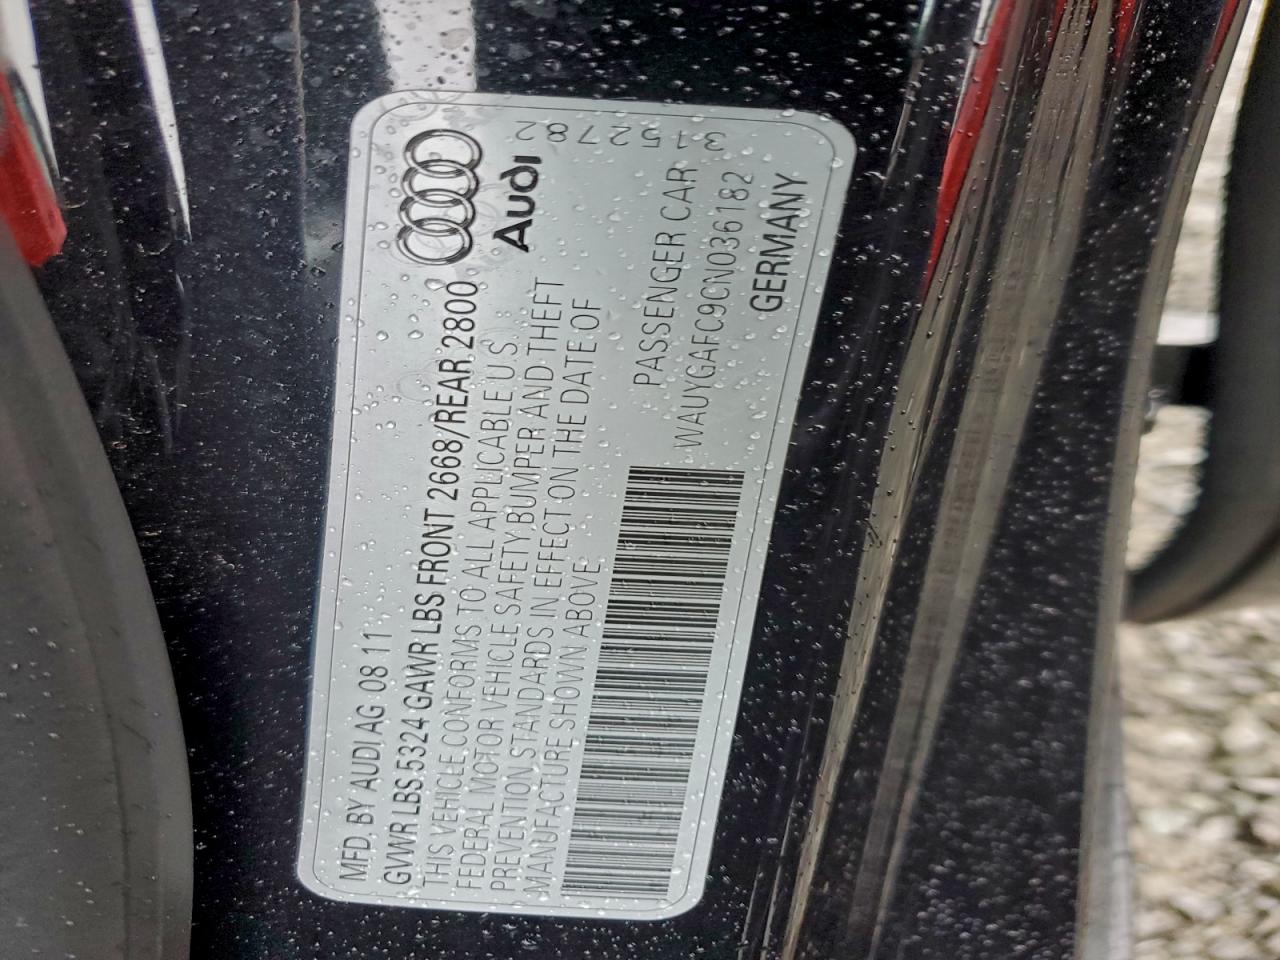 MFD. BY AUDI AG 08 11
GVWR LBS 5324 GAWR LBS FRONT 2668/REAR 2800
THIS VEHICLE CONFORMS TO ALL APPLICABLE U.S.
FEDERAL MOTOR VEHICLE SAFETY BUMPER AND THEFT
PREVENTION STANDARDS IN EFFECT ON THE DATE OF
MANUFACTURE SHOWN ABOVE
Audi
PASSENGER CAR
WAUYGAFC9CN036182
GERMANY
315278 2